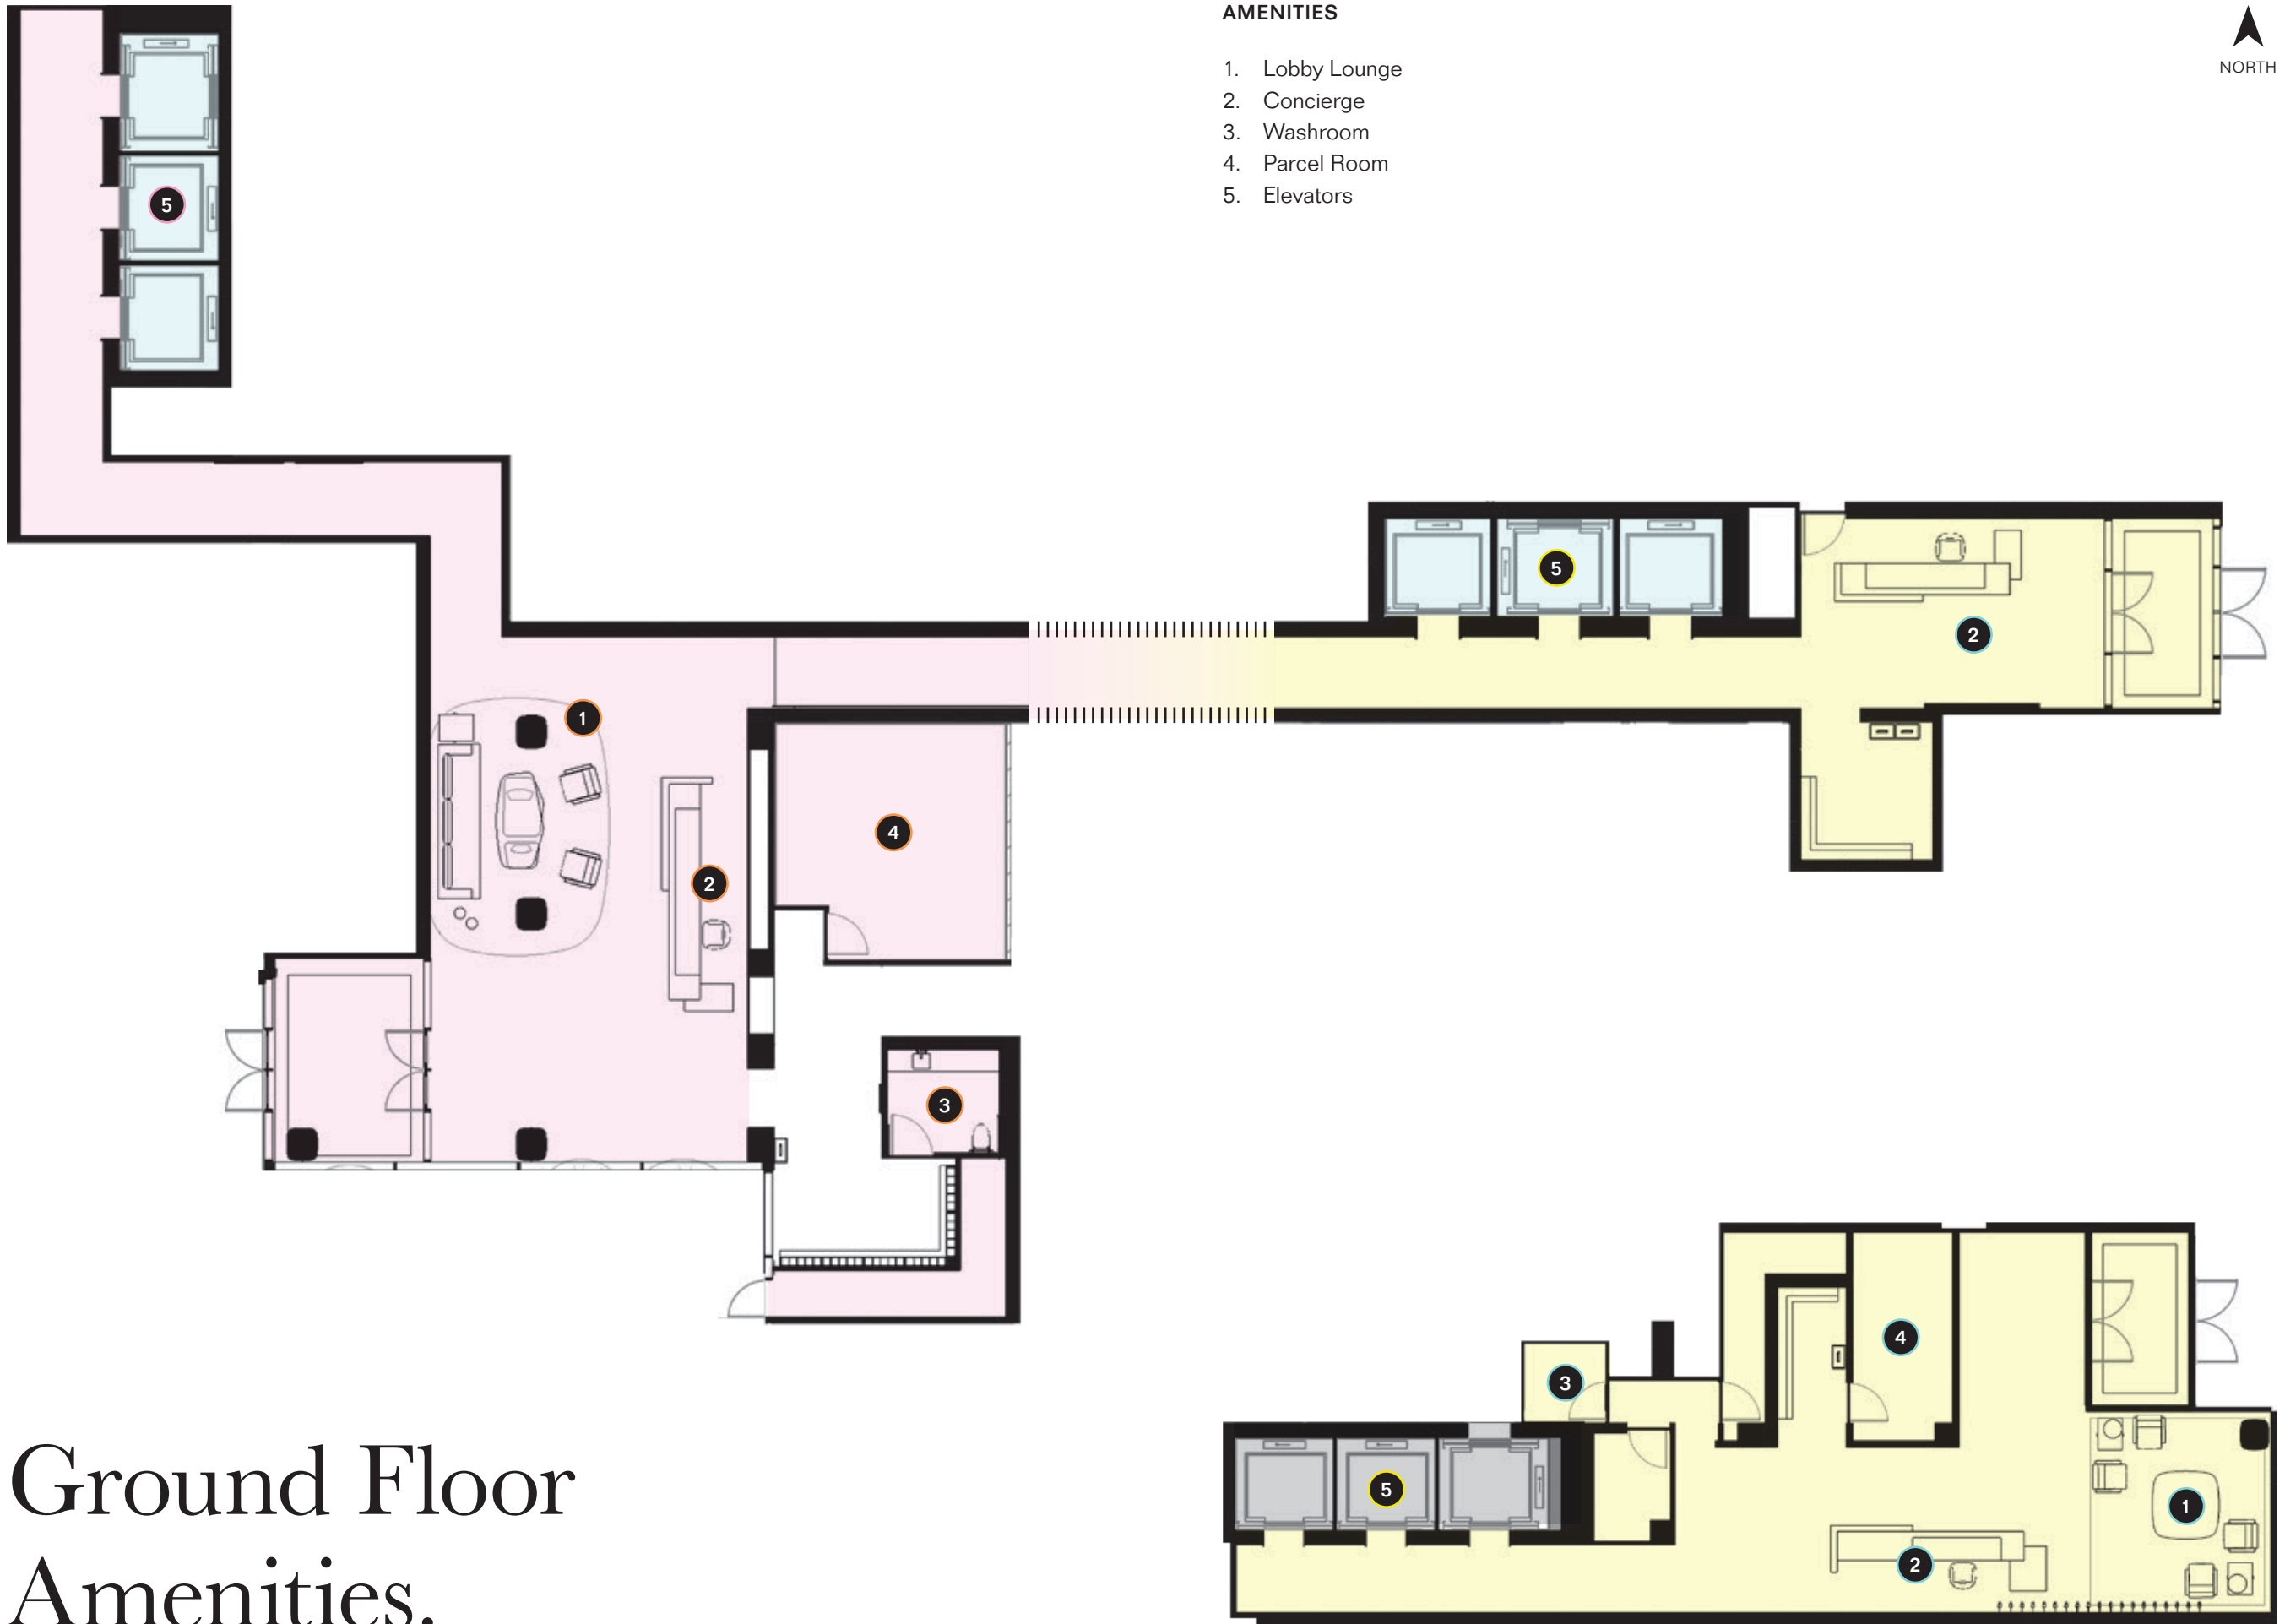 AMENITIES
NORTH
1. Lobby Lounge
2. Concierge
3. Washroom
4. Parcel Room
5. Elevators
5
5
2
1
4
2
3
4
3
5
1
2
Ground Floor
Amenities.